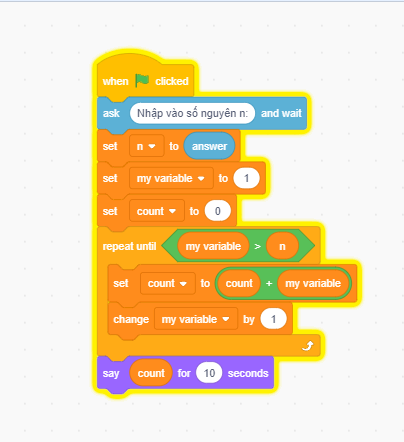 when clicked
ask Nhập vào số nguyên n: and wait
set n to answer
set my variable to 1
set count to 0
repeat until my variable > n
set count to count + my variable
change my variable by 1
say count for 10 seconds